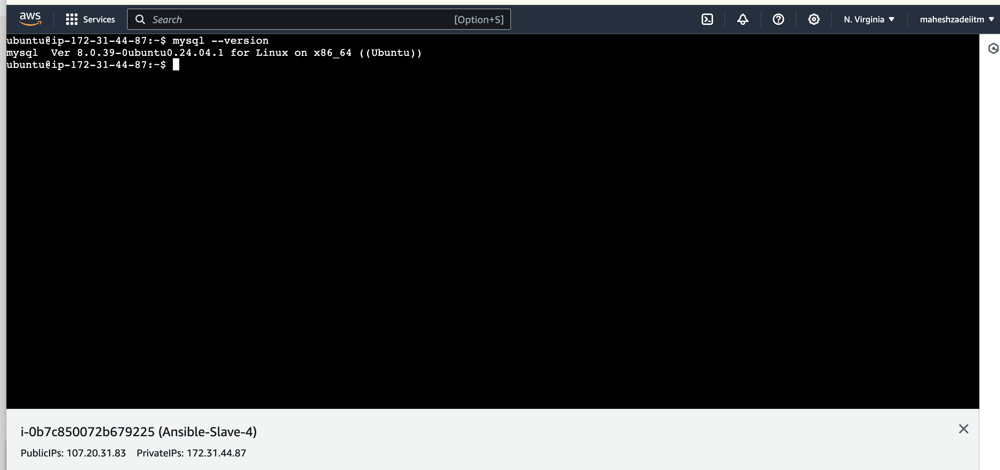 aws Services Search [Option+S] N. Virginia maheshzadeiitm
ubuntu@ip-172-31-44-87:~$ mysql --version
mysql  Ver 8.0.39-0ubuntu0.24.04.1 for Linux on x86_64 ((Ubuntu))
ubuntu@ip-172-31-44-87:~$
i-0b7c850072b679225 (Ansible-Slave-4)
PublicIPs: 107.20.31.83 PrivateIPs: 172.31.44.87